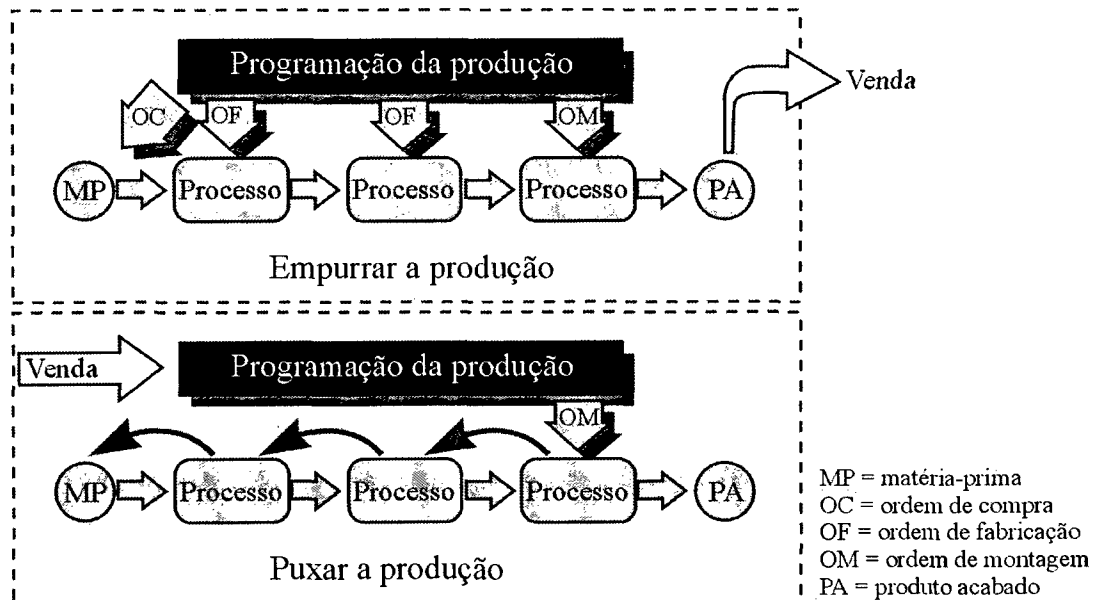 Programação da produção
Venda
OC
OF
OF
OM
MP
Processo
Processo
Processo
PA
Empurrar a produção
Venda
Programação da produção
OM
MP
Processo
Processo
Processo
PA
Puxar a produção
MP = matéria-prima
OC = ordem de compra
OF = ordem de fabricação
OM = ordem de montagem
PA = produto acabado